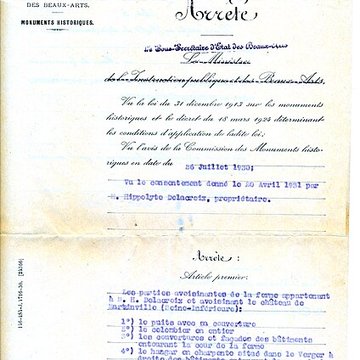 DES BEAUX-ARTS.
MONUMENTS HISTORIQUES.
Arrêté
Le Sous-Secrétaire d'Etat des Beaux-Arts
Le Ministre
de l'Instruction publique et des Beaux-Arts,
Vu la loi du 31 décembre 1913 sur les monuments
historiques et le décret du 18 mars 1924 déterminant
les conditions d'application de ladite loi;
Vu l'avis de la Commission des Monuments histo-
riques en date du 26 Juillet 1930;
Vu le consentement donné le 20 Avril 1931 par
M. Hippolyte Delacroix, propriétaire.
Arrête:
Article premier.
Les parties avoisinantes de la ferme appartenant
à M. H. Delacroix et avoisinant le château de
(Seine-Inférieure):
1°) le puits avec sa couverture
2°) le colombier en entier
3°) les couvertures et façades des bâtiments
entourant la cour de la ferme
4°) le hangar en charpente sités dans le Verger à
droite des bâtiments